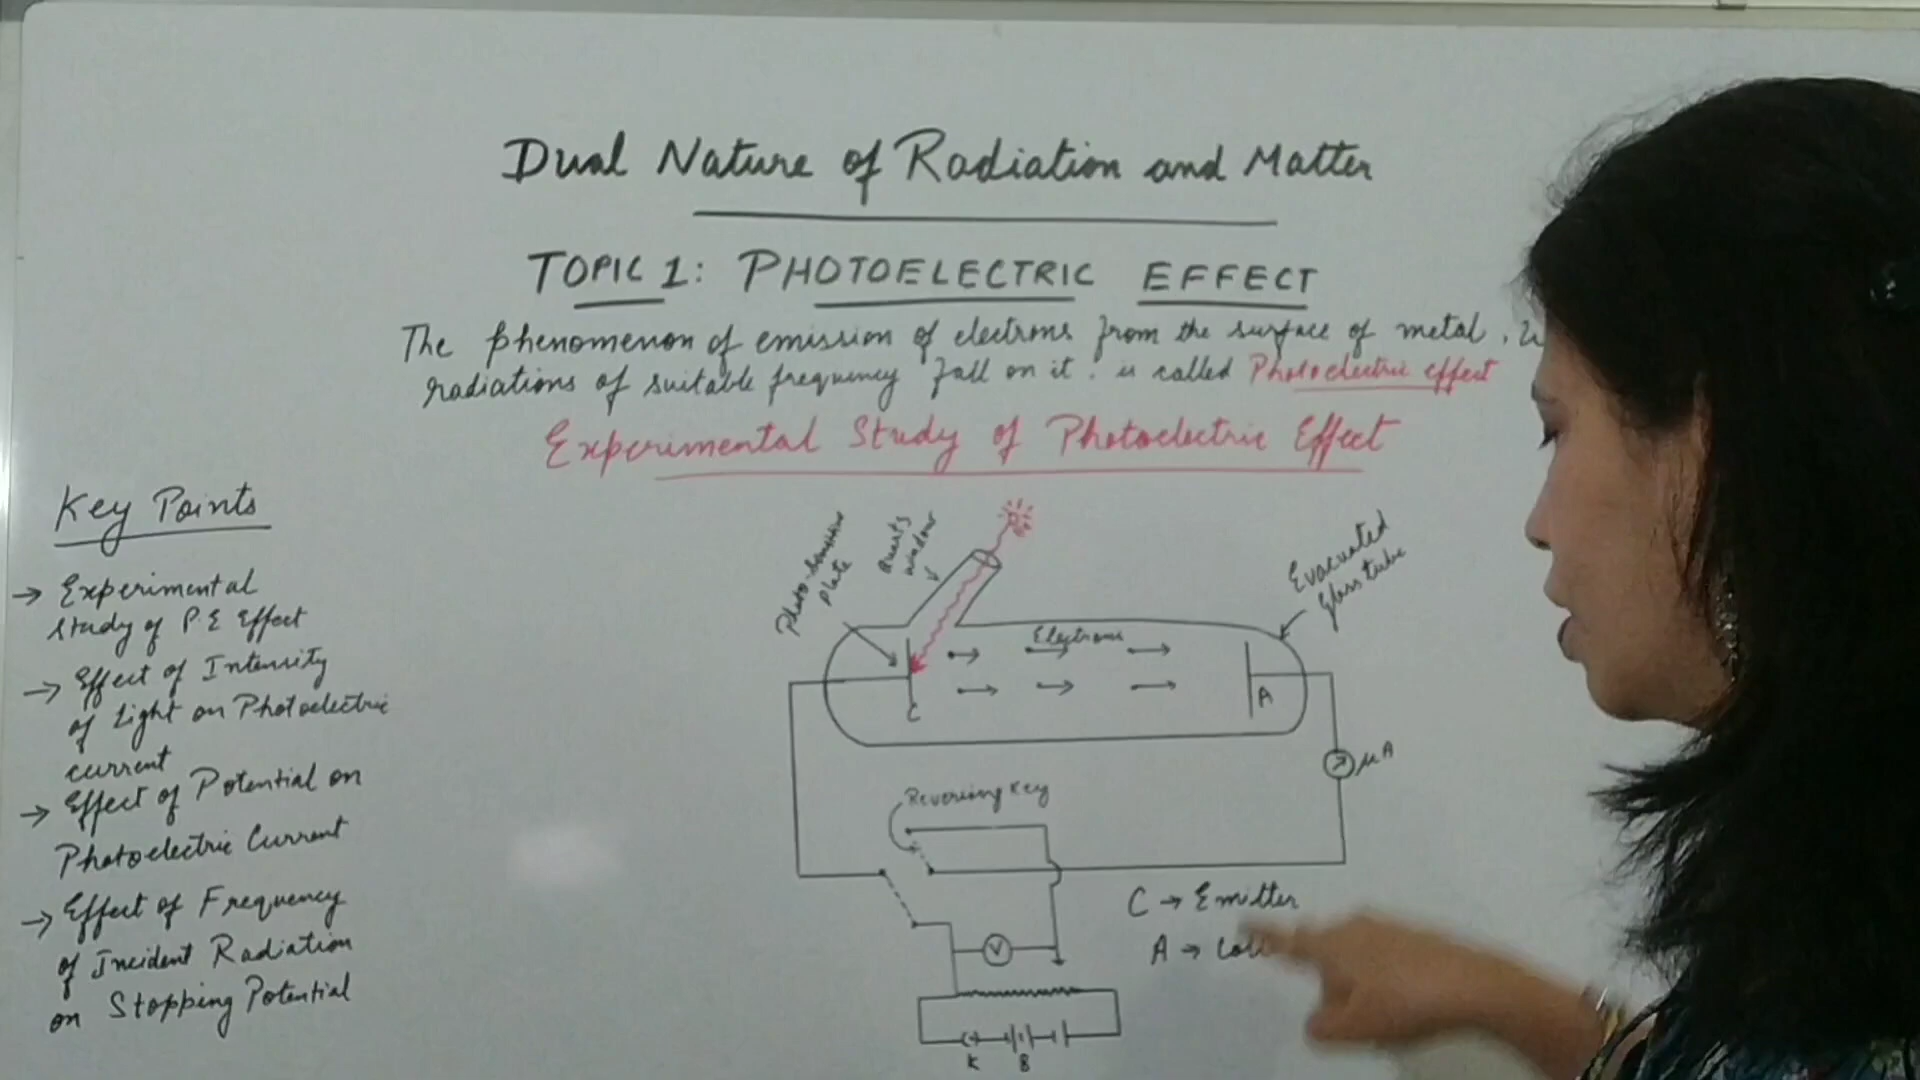 Dual Nature of Radiation and Matter
TOPIC 1: PHOTOELECTRIC EFFECT
The phenomenon of emission of electrons from the surface of metal,
radiations of suitable frequency fall on it. is called Photoelectric effect
Experimental Study of Photoelectric Effect
Key Points
→ Experimental
Study of P.E Effect
→ Effect of Intensity
of Light on Photoelectric
current
→ Effect of Potential on
Photoelectric Current
→ Effect of Frequency
of Incident Radiation
on Stopping Potential
Photo-sensitive
plate
Quartz
window
Evacuated
glass tube
Electrons
C
A
μA
Reversing Key
V
K
B
C → Emitter
A →